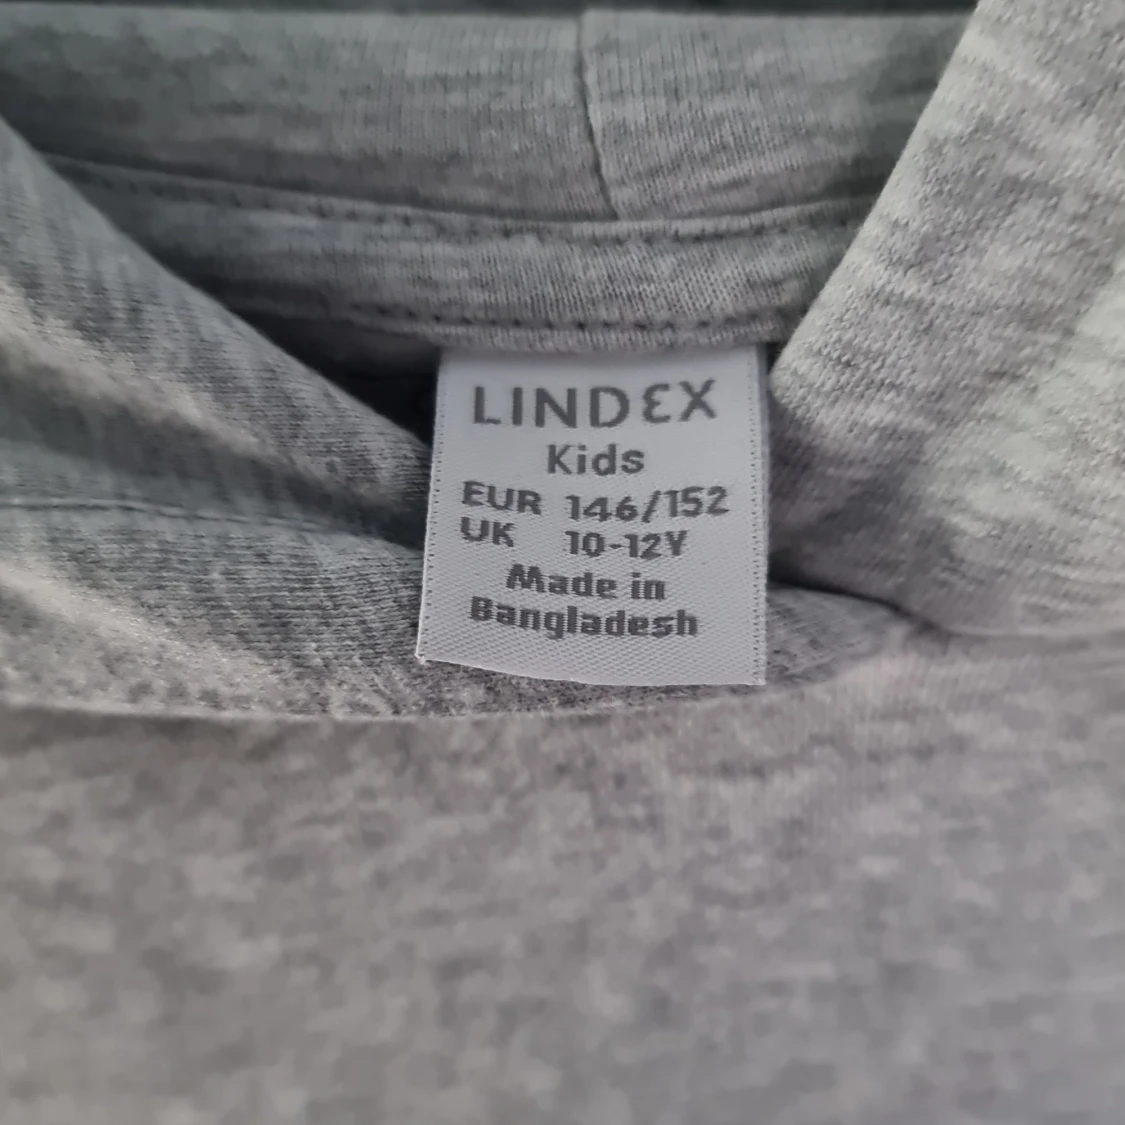 LINDEX
Kids
EUR 146/152
UK 10-12Y
Made in
Bangladesh